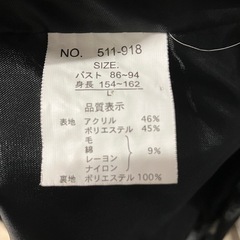 NO. 511-918
SIZE.
バスト 86~94
身長 154~162
L
品質表示
表地 アクリル 46%
ポリエステル 45%
毛
綿 9%
レーヨン
ナイロン
裏地 ポリエステル 100%